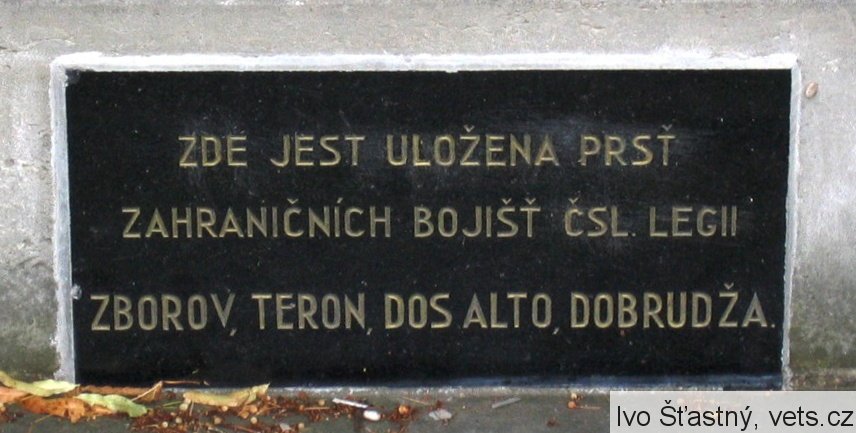 ZDE JEST ULOŽENA PRSŤ
ZAHRANIČNÍCH BOJIŠŤ ČSL. LEGII
ZBOROV, TERON, DOS ALTO, DOBRUDŽA.
Ivo Šťastný, vets.cz